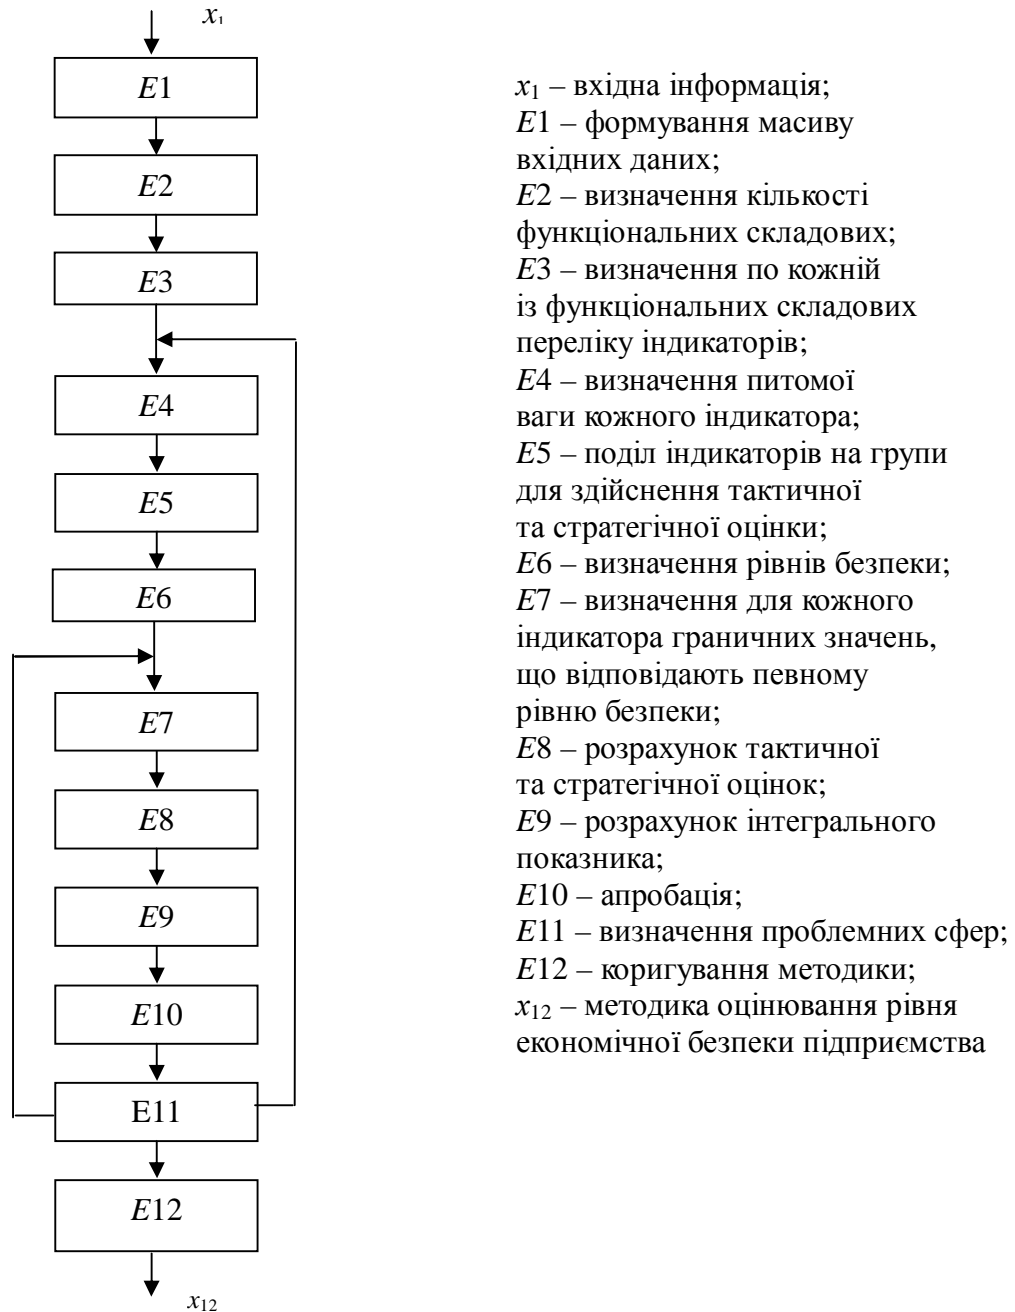 x₁
E1
E2
E3
E4
E5
E6
E7
E8
E9
E10
E11
E12
x₁₂
x₁ – вхідна інформація;
E1 – формування масиву
вхідних даних;
E2 – визначення кількості
функціональних складових;
E3 – визначення по кожній
із функціональних складових
переліку індикаторів;
E4 – визначення питомої
ваги кожного індикатора;
E5 – поділ індикаторів на групи
для здійснення тактичної
та стратегічної оцінки;
E6 – визначення рівнів безпеки;
E7 – визначення для кожного
індикатора граничних значень,
що відповідають певному
рівню безпеки;
E8 – розрахунок тактичної
та стратегічної оцінок;
E9 – розрахунок інтегрального
показника;
E10 – апробація;
E11 – визначення проблемних сфер;
E12 – коригування методики;
x₁₂ – методика оцінювання рівня
економічної безпеки підприємства